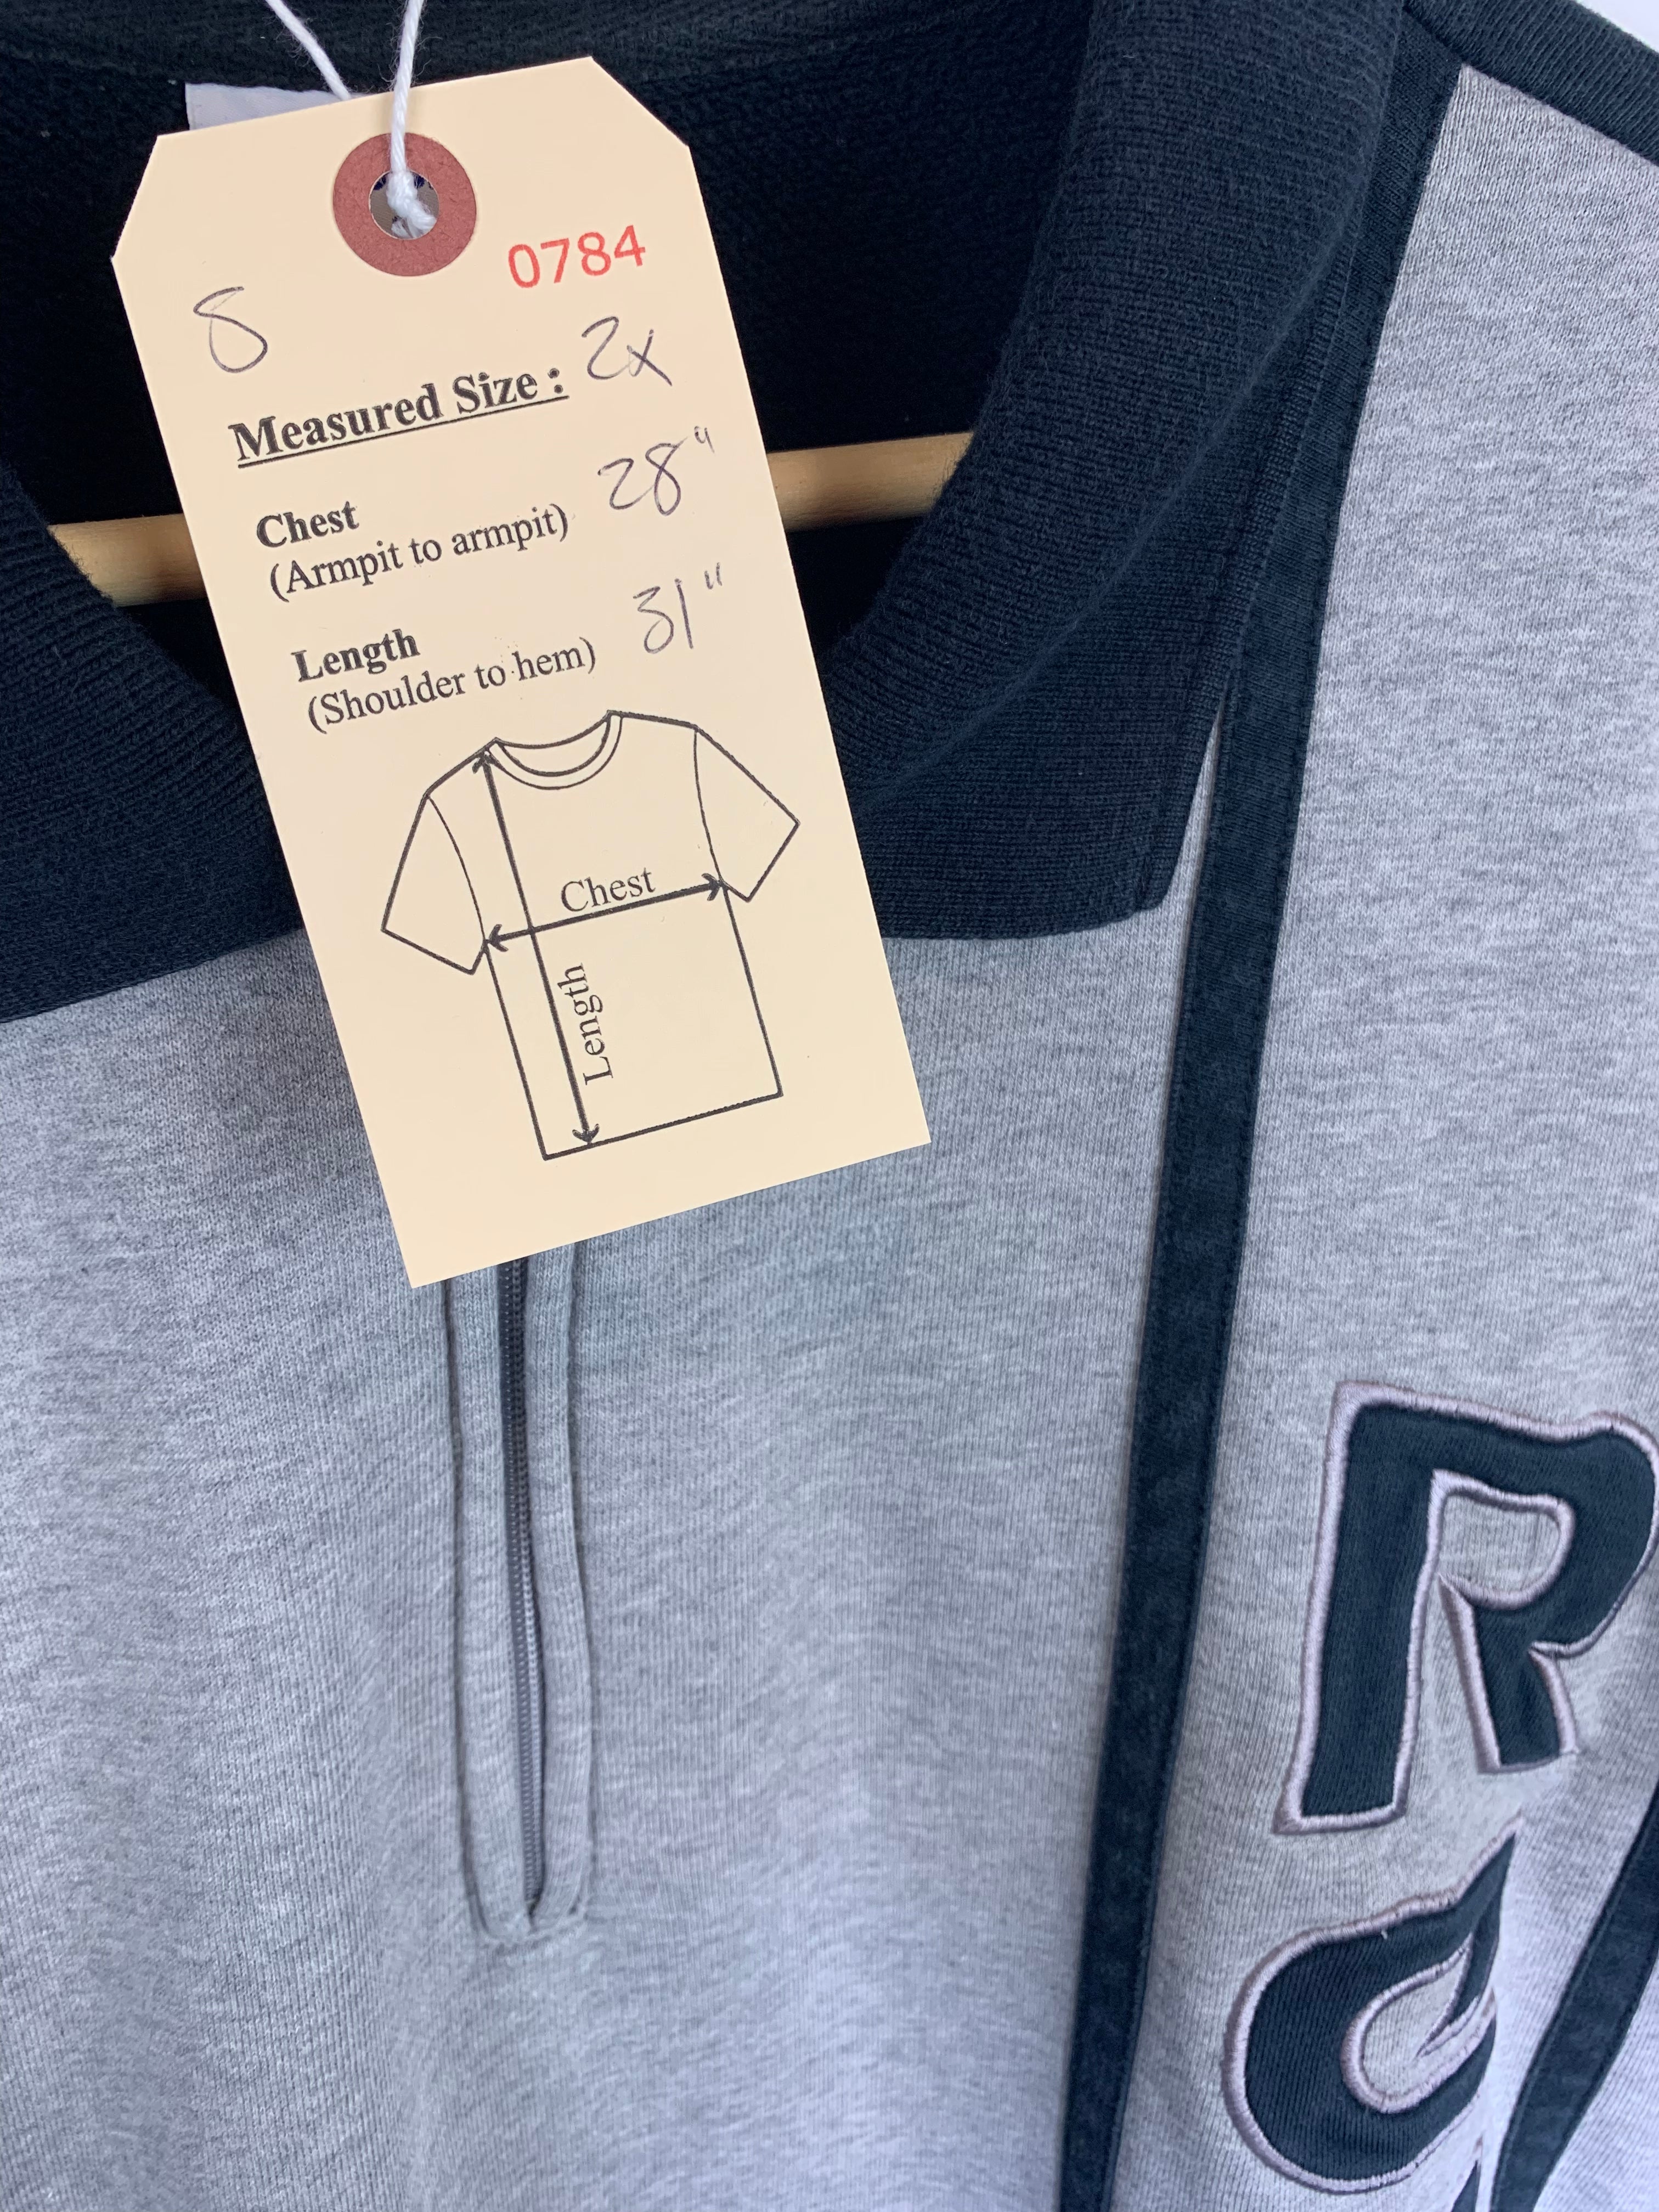 0784
8
Measured Size : 2x
Chest 28"
(Armpit to armpit)
Length 31"
(Shoulder to hem)
Chest
Length
R